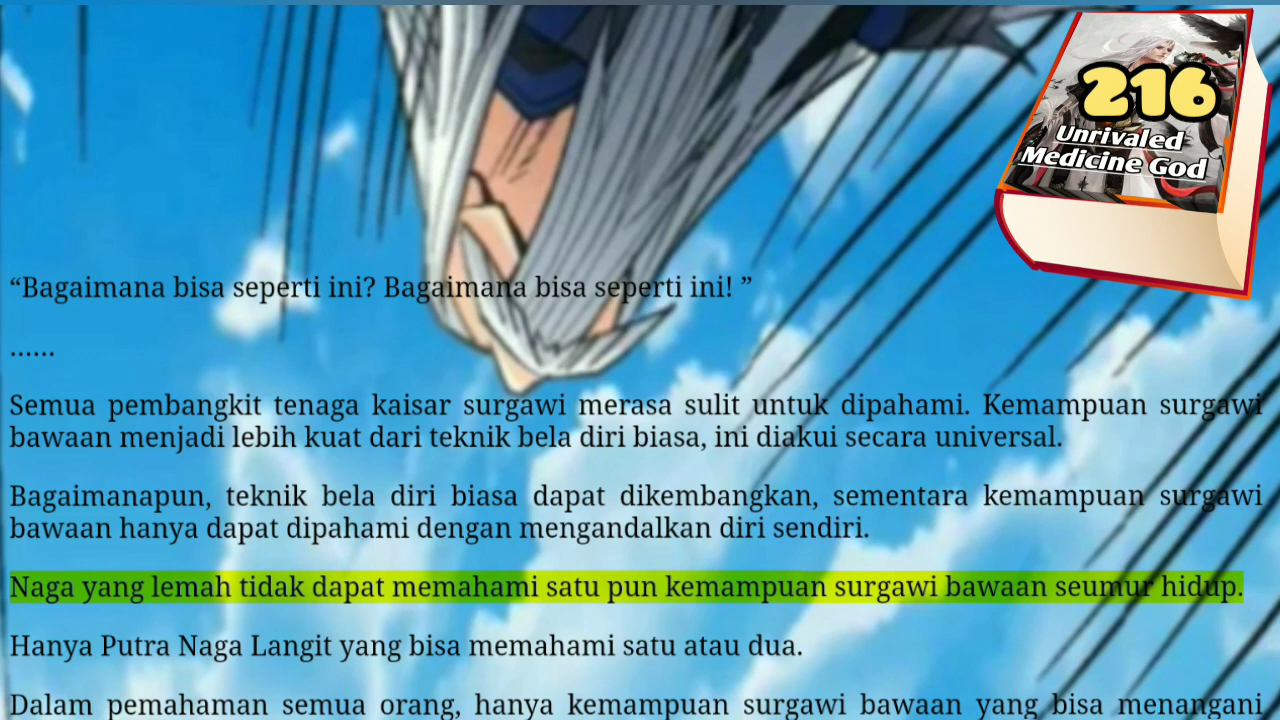 216
Unrivaled
Medicine God
“Bagaimana bisa seperti ini? Bagaimana bisa seperti ini! ”
......
Semua pembangkit tenaga kaisar surgawi merasa sulit untuk dipahami. Kemampuan surgawi
bawaan menjadi lebih kuat dari teknik bela diri biasa, ini diakui secara universal.
Bagaimanapun, teknik bela diri biasa dapat dikembangkan, sementara kemampuan surgawi
bawaan hanya dapat dipahami dengan mengandalkan diri sendiri.
Naga yang lemah tidak dapat memahami satu pun kemampuan surgawi bawaan seumur hidup.
Hanya Putra Naga Langit yang bisa memahami satu atau dua.
Dalam pemahaman semua orang, hanya kemampuan surgawi bawaan yang bisa menangani